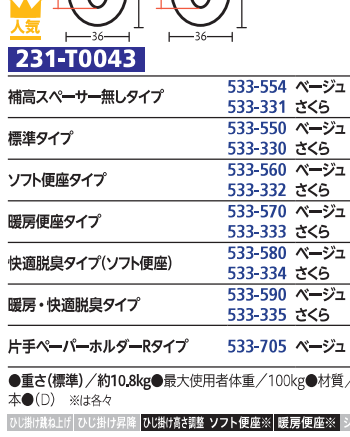 人気
36 36
231-T0043
補高スペーサー無しタイプ 533-554 ベージュ
533-331 さくら
標準タイプ 533-550 ベージュ
533-330 さくら
ソフト便座タイプ 533-560 ベージュ
533-332 さくら
暖房便座タイプ 533-570 ベージュ
533-333 さくら
快適脱臭タイプ(ソフト便座) 533-580 ベージュ
533-334 さくら
暖房・快適脱臭タイプ 533-590 ベージュ
533-335 さくら
片手ペーパーホルダーRタイプ 533-705 ベージュ
●重さ(標準)/約10.8kg●最大使用者体重/100kg●材質/
本●(D) ※は各々
ひじ掛け跳ね上げ ひじ掛け昇降 ひじ掛け高さ調整 ソフト便座※ 暖房便座※